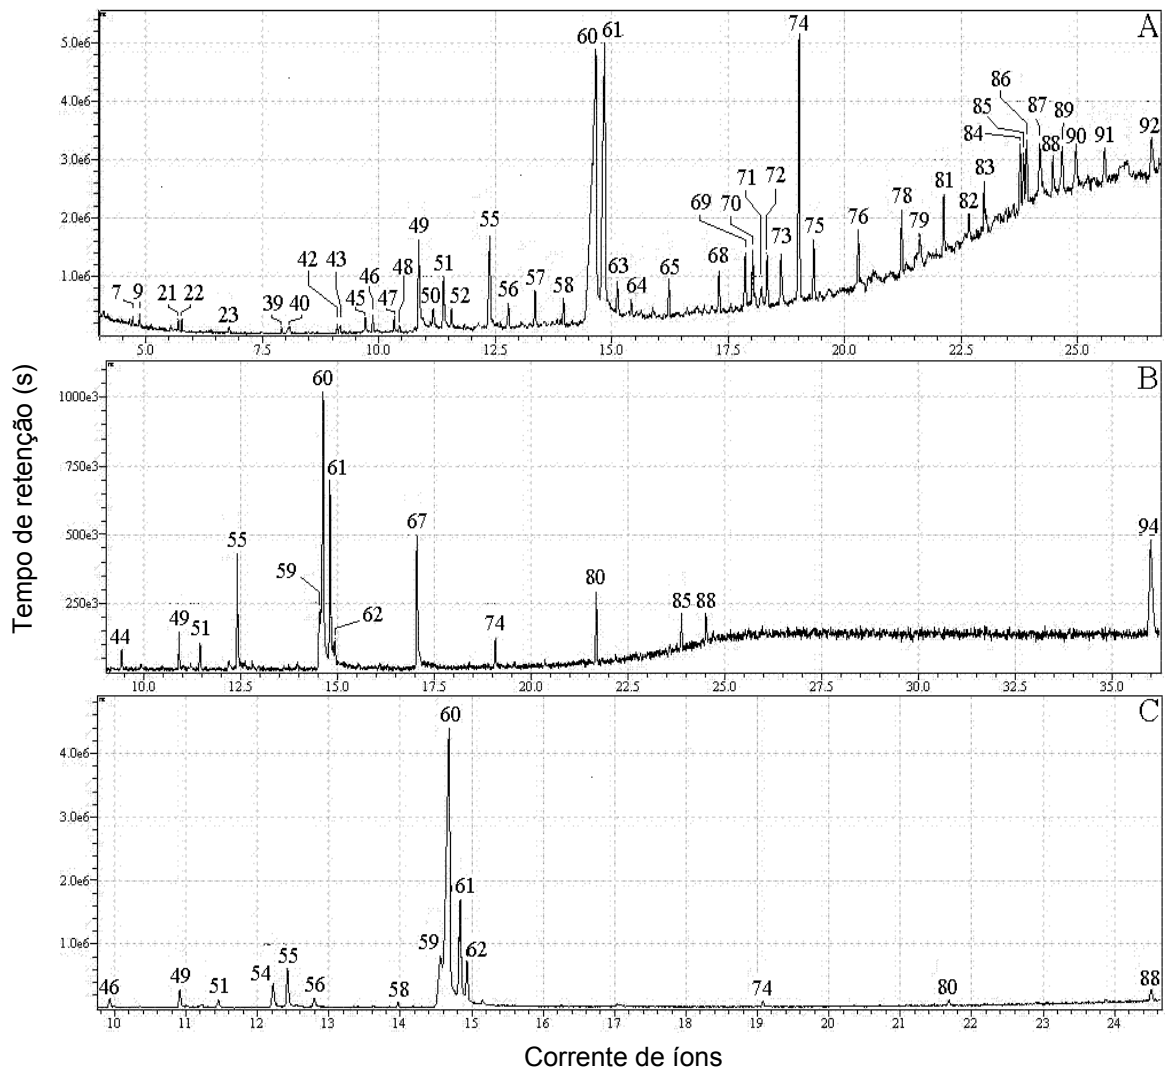 A
5.0e6
4.0e6
3.0e6
2.0e6
1.0e6
7 9 21 22 23 39 40 42 43 45 46 47 48 49 50 51 52 55 56 57 58 60 61 63 64 65 68 69 70 71 72 73 74 75 76 78 79 81 82 83 84 85 86 87 88 89 90 91 92
5.0 7.5 10.0 12.5 15.0 17.5 20.0 22.5 25.0
B
1000e3
750e3
500e3
250e3
44 49 51 55 59 60 61 62 67 74 80 85 88 94
10.0 12.5 15.0 17.5 20.0 22.5 25.0 27.5 30.0 32.5 35.0
C
4.0e6
3.0e6
2.0e6
1.0e6
46 49 51 54 55 56 58 59 60 61 62 74 80 88
10 11 12 13 14 15 16 17 18 19 20 21 22 23 24
Tempo de retenção (s)
Corrente de íons